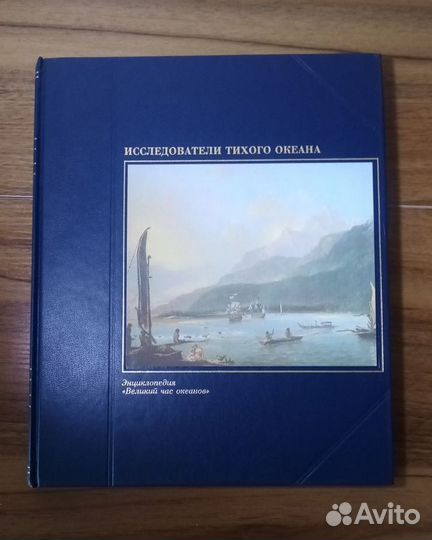 ИССЛЕДОВАТЕЛИ ТИХОГО ОКЕАНА
Энциклопедия
«Великий час океанов»
Avito